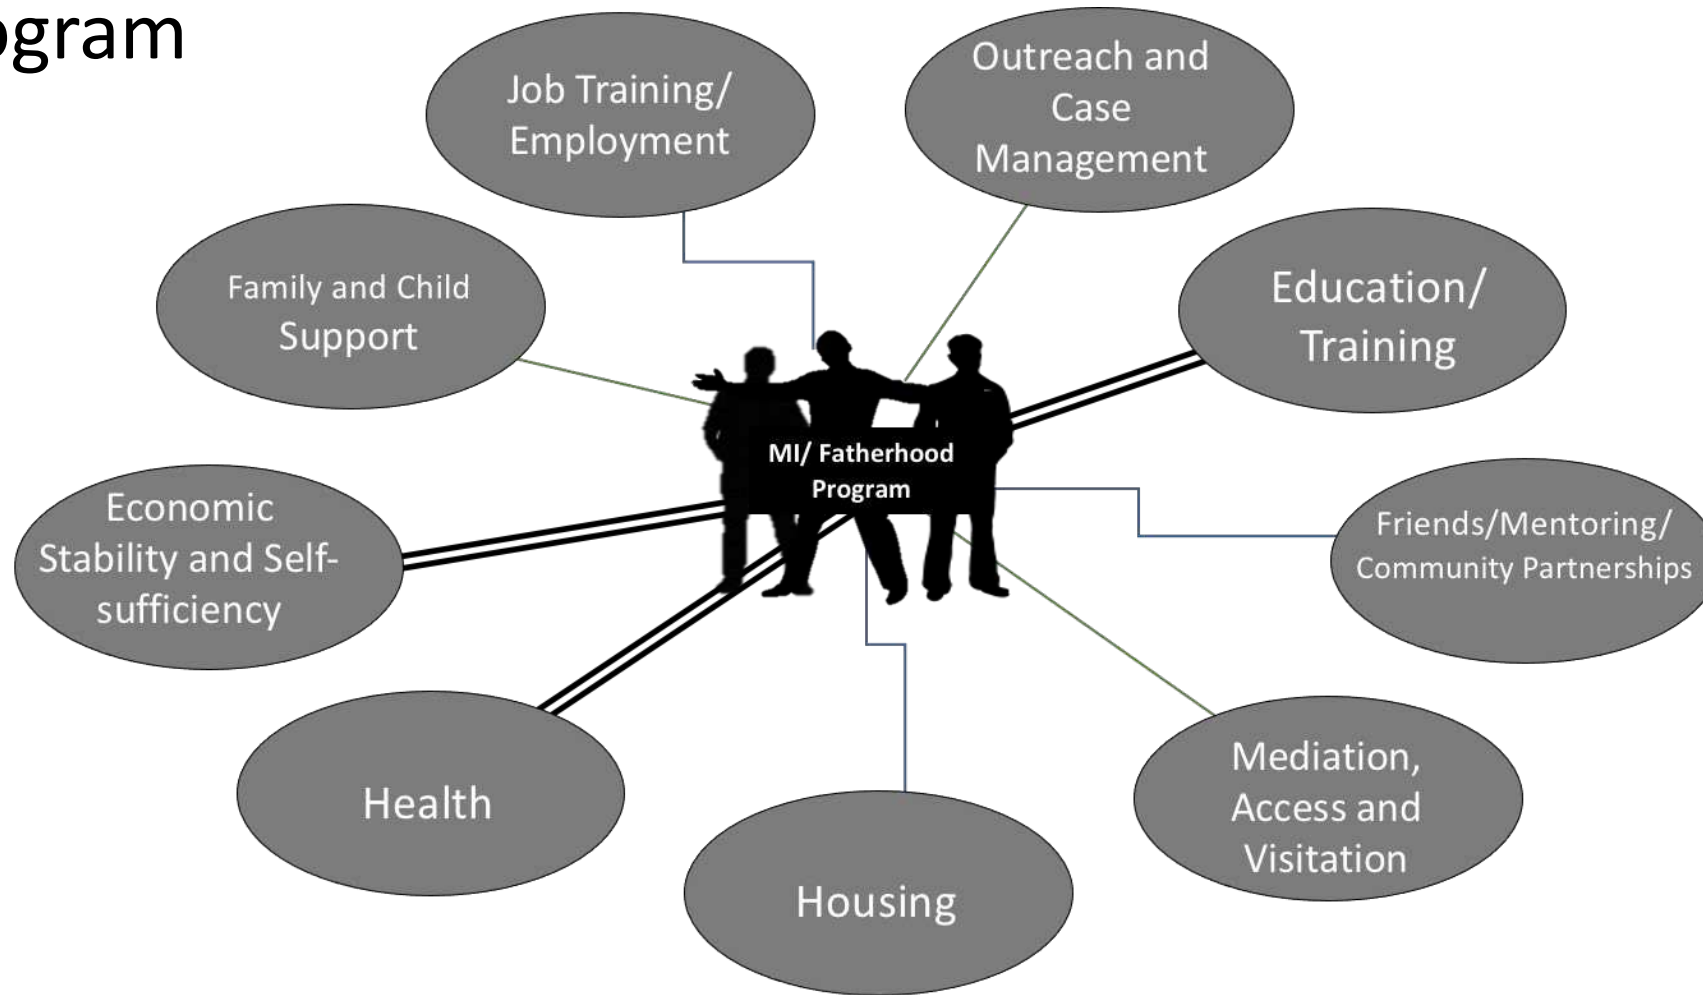 ogram
Job Training/
Employment
Outreach and
Case
Management
Family and Child
Support
Education/
Training
MI/ Fatherhood
Program
Economic
Stability and Self-
sufficiency
Friends/Mentoring/
Community Partnerships
Health
Mediation,
Access and
Visitation
Housing